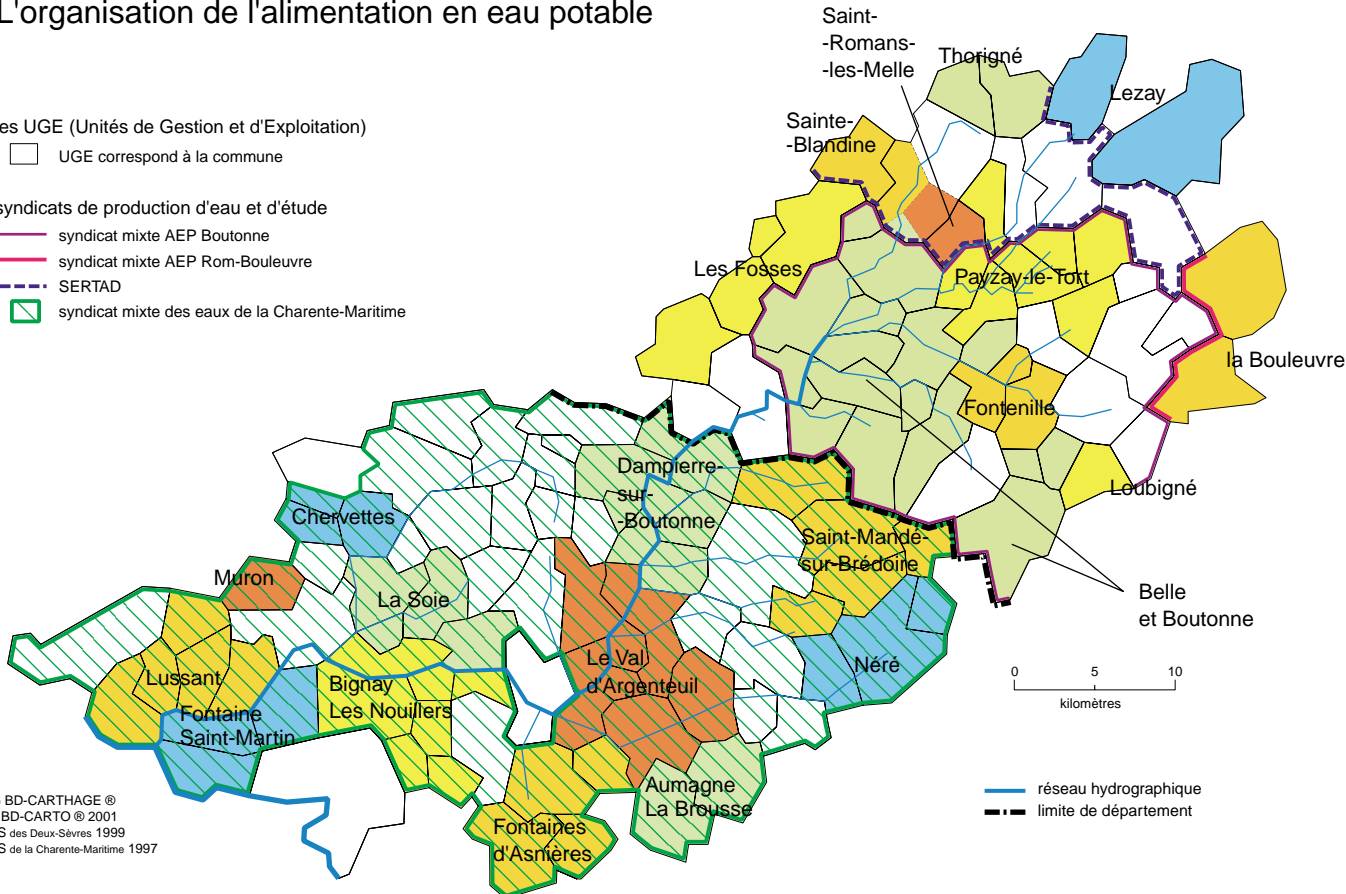 L'organisation de l'alimentation en eau potable
es UGE (Unités de Gestion et d'Exploitation)
UGE correspond à la commune
syndicats de production d'eau et d'étude
syndicat mixte AEP Boutonne
syndicat mixte AEP Rom-Bouleuvre
SERTAD
syndicat mixte des eaux de la Charente-Maritime
Saint-
-Romans-
-les-Melle
Thorigné
Lezay
Sainte-
-Blandine
Les Fosses
Payzay-le-Tort
la Bouleuvre
Fontenille
Loubigné
Dampierre-
-sur-
-Boutonne
Chervettes
Saint-Mandé-
-sur-Brédoire
Muron
La Soie
Belle
et Boutonne
Le Val
d'Argenteuil
Néré
Lussant
Bignay
Les Nouillers
Fontaine
Saint-Martin
Aumagne
La Brousse
Fontaines
d'Asnières
0 5 10
kilomètres
réseau hydrographique
limite de département
BD-CARTHAGE ®
BD-CARTO ® 2001
S des Deux-Sèvres 1999
S de la Charente-Maritime 1997